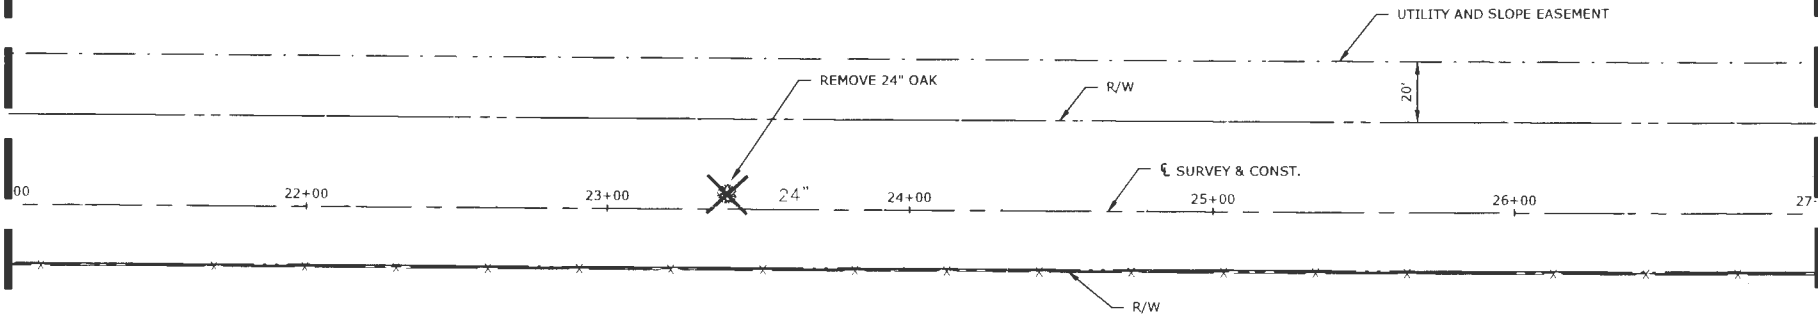 UTILITY AND SLOPE EASEMENT
REMOVE 24" OAK
R/W
20'
℄ SURVEY & CONST.
00 22+00 23+00 24" 24+00 25+00 26+00 27+
R/W